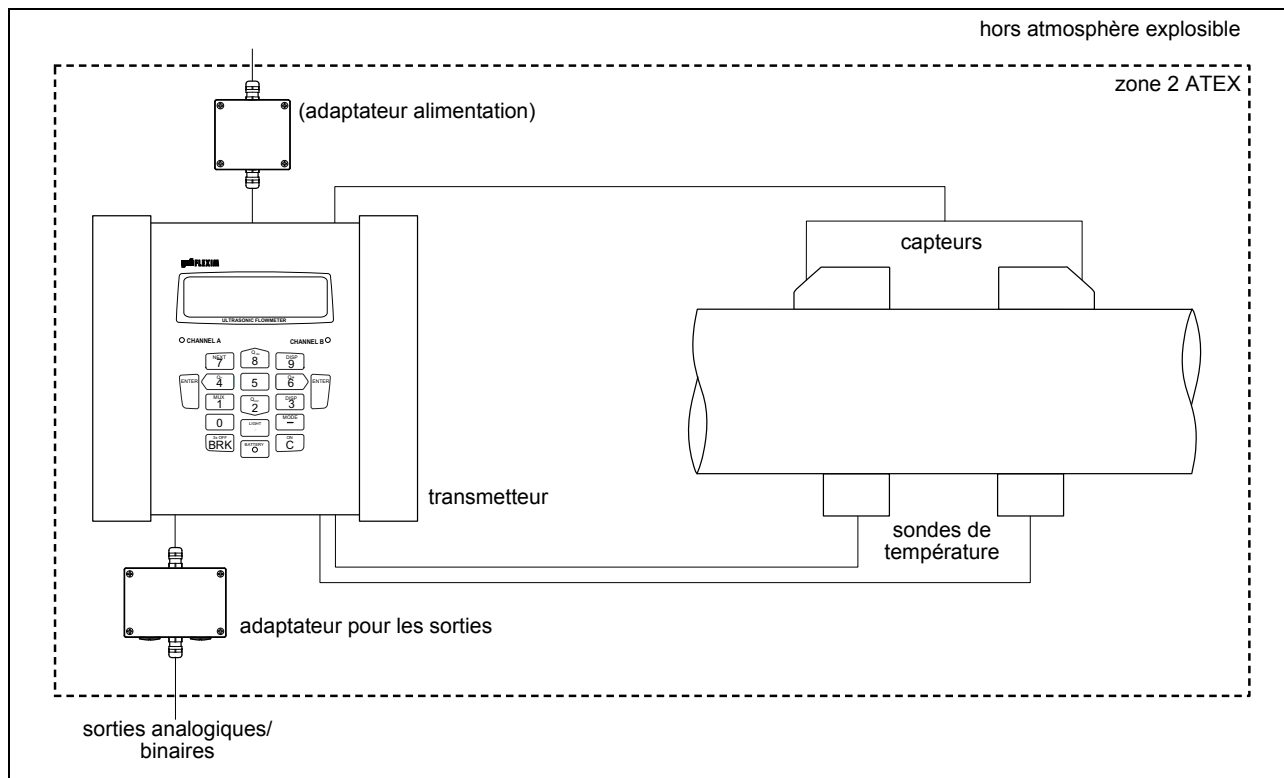 hors atmosphère explosible
zone 2 ATEX
(adaptateur alimentation)
capteurs
FLEXIM
ULTRASONIC FLOWMETER
CHANNEL A
CHANNEL B
NEXT
7
8
DISP
9
ENTER
4
5
6
ENTER
MUX
1
2
DISP
3
0
LIGHT
MODE
–
2x OFF
BRK
BATTERY
ON
C
transmetteur
sondes de
température
adaptateur pour les sorties
sorties analogiques/
binaires